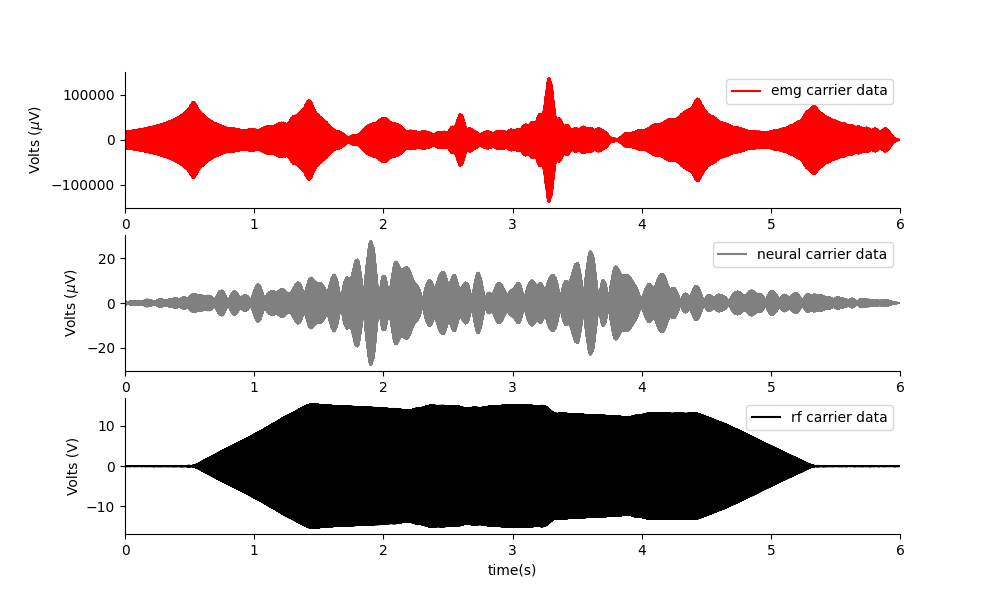 Volts (μV)
100000
0
−100000
emg carrier data
0 1 2 3 4 5 6
Volts (μV)
20
0
−20
neural carrier data
0 1 2 3 4 5 6
Volts (V)
10
0
−10
rf carrier data
0 1 2 3 4 5 6
time(s)